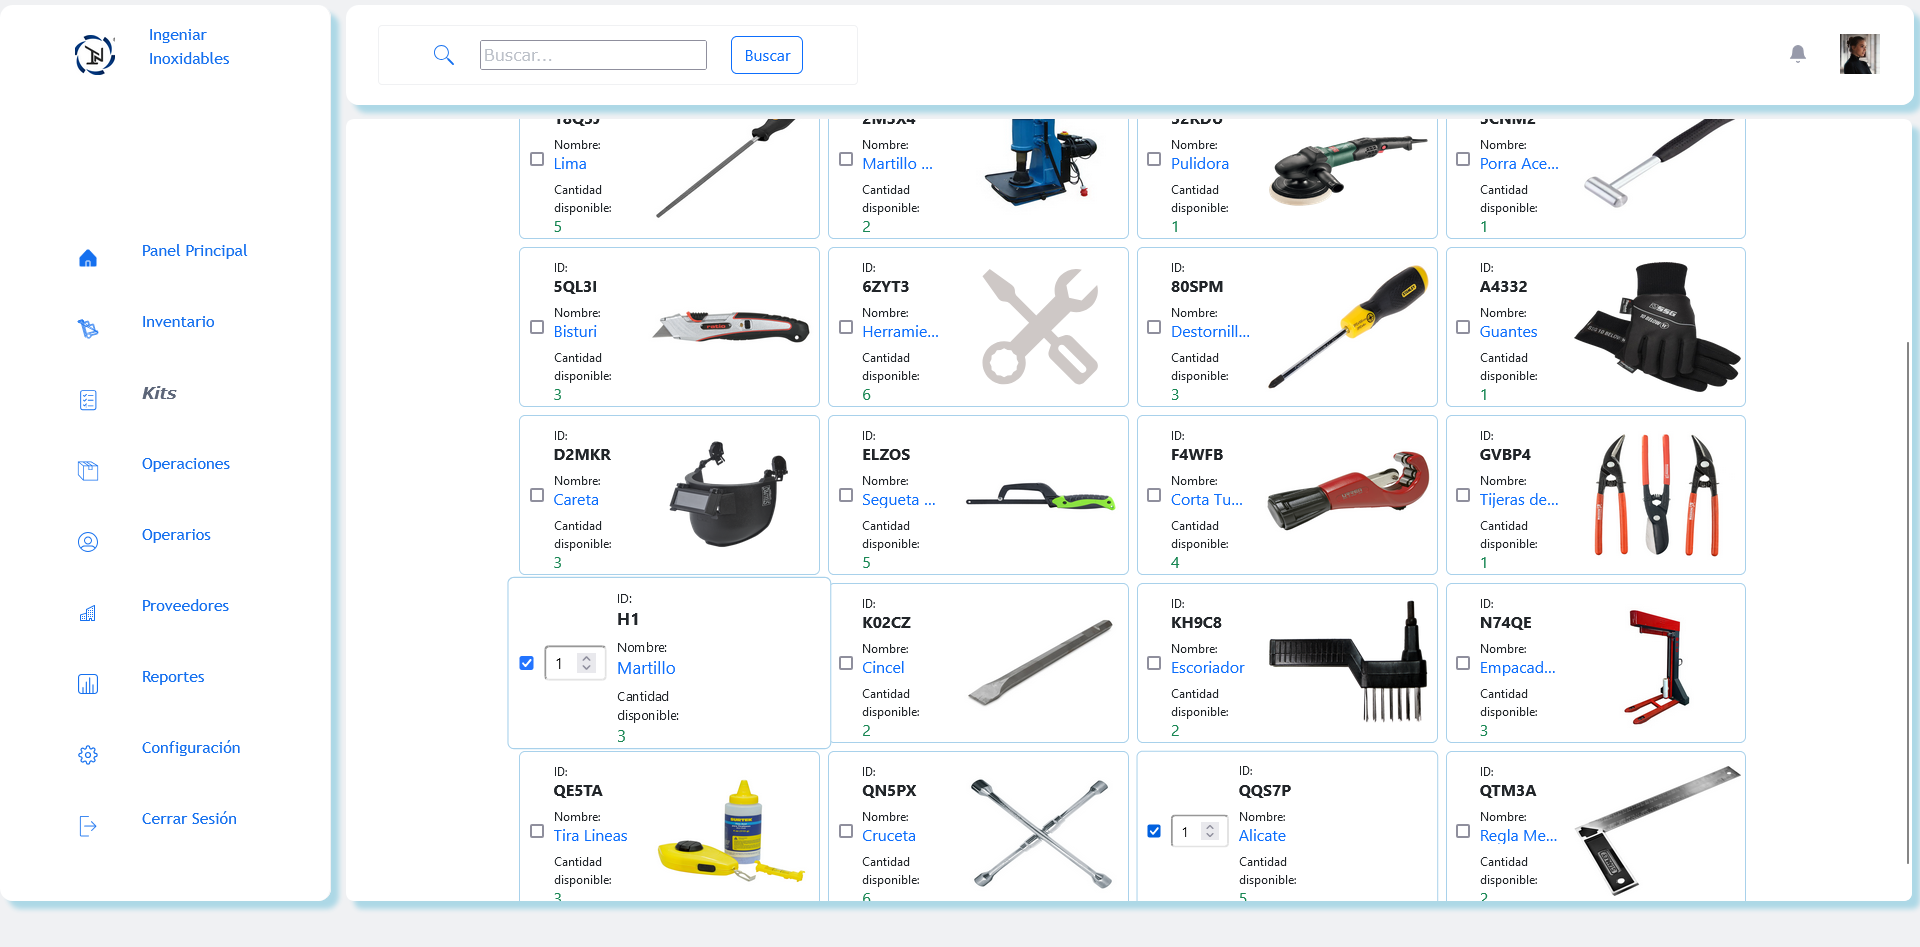 Ingeniar
Inoxidables
Buscar...
Buscar
Panel Principal
Inventario
Kits
Operaciones
Operarios
Proveedores
Reportes
Configuración
Cerrar Sesión
Nombre:
Lima
Cantidad
disponible:
5
Nombre:
Martillo ...
Cantidad
disponible:
2
Nombre:
Pulidora
Cantidad
disponible:
1
Nombre:
Porra Ace...
Cantidad
disponible:
1
ID:
5QL3I
Nombre:
Bisturi
Cantidad
disponible:
3
ID:
6ZYT3
Nombre:
Herramie...
Cantidad
disponible:
6
ID:
80SPM
Nombre:
Destornill...
Cantidad
disponible:
3
ID:
A4332
Nombre:
Guantes
Cantidad
disponible:
1
ID:
D2MKR
Nombre:
Careta
Cantidad
disponible:
3
ID:
ELZOS
Nombre:
Segueta ...
Cantidad
disponible:
5
ID:
F4WFB
Nombre:
Corta Tu...
Cantidad
disponible:
4
ID:
GVBP4
Nombre:
Tijeras de...
Cantidad
disponible:
1
1
ID:
H1
Nombre:
Martillo
Cantidad
disponible:
3
ID:
K02CZ
Nombre:
Cincel
Cantidad
disponible:
2
ID:
KH9C8
Nombre:
Escoriador
Cantidad
disponible:
2
ID:
N74QE
Nombre:
Empacad...
Cantidad
disponible:
3
ID:
QE5TA
Nombre:
Tira Lineas
Cantidad
disponible:
3
ID:
QN5PX
Nombre:
Cruceta
Cantidad
disponible:
6
1
ID:
QQS7P
Nombre:
Alicate
Cantidad
disponible:
5
ID:
QTM3A
Nombre:
Regla Me...
Cantidad
disponible:
2